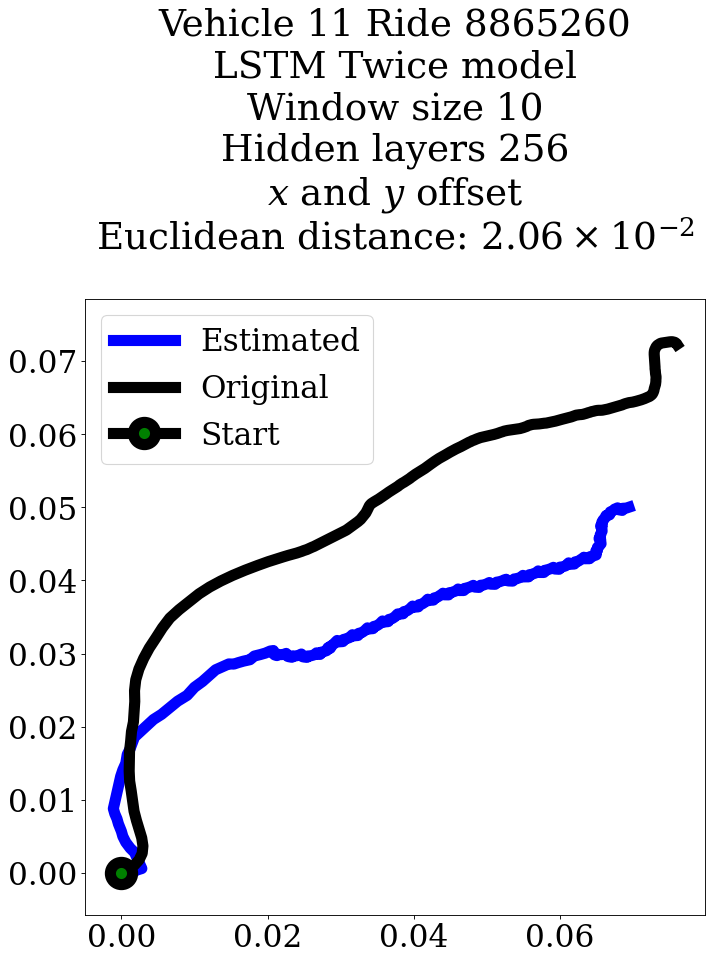 Vehicle 11 Ride 8865260
LSTM Twice model
Window size 10
Hidden layers 256
x and y offset
Euclidean distance: 2.06 × 10⁻²
Estimated
Original
Start
0.07
0.06
0.05
0.04
0.03
0.02
0.01
0.00
0.00 0.02 0.04 0.06